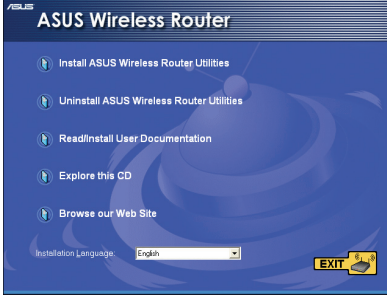 ASUS
ASUS Wireless Router
Install ASUS Wireless Router Utilities
Uninstall ASUS Wireless Router Utilities
Read/Install User Documentation
Explore this CD
Browse our Web Site
Installation Language: English
EXIT